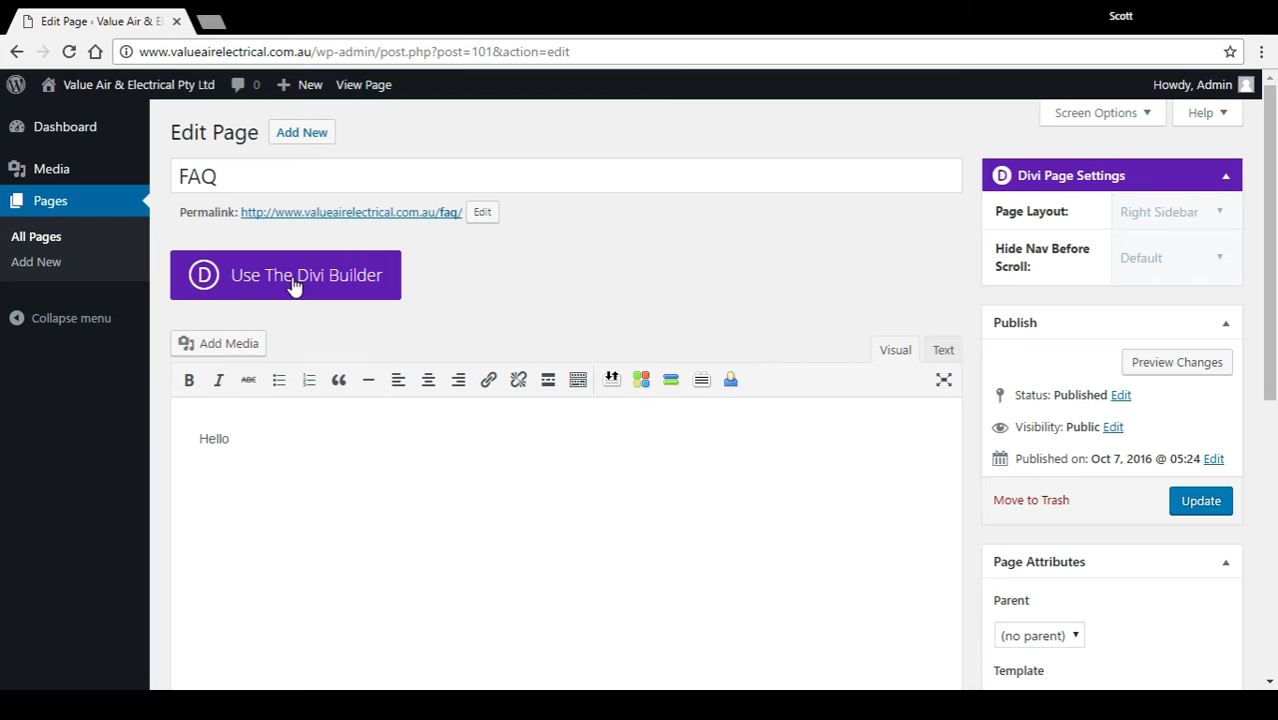 Scott
Edit Page ‹ Value Air & El
www.valueairelectrical.com.au/wp-admin/post.php?post=101&action=edit
Value Air & Electrical Pty Ltd 0 New View Page Howdy, Admin
Screen Options Help
Dashboard
Media
Pages
All Pages
Add New
Collapse menu
Edit Page Add New
FAQ
Permalink: http://www.valueairelectrical.com.au/faq/ Edit
D Use The Divi Builder
Add Media
Visual Text
B I ABC
Hello
D Divi Page Settings
Page Layout: Right Sidebar
Hide Nav Before Scroll: Default
Publish
Preview Changes
Status: Published Edit
Visibility: Public Edit
Published on: Oct 7, 2016 @ 05:24 Edit
Move to Trash Update
Page Attributes
Parent
(no parent)
Template